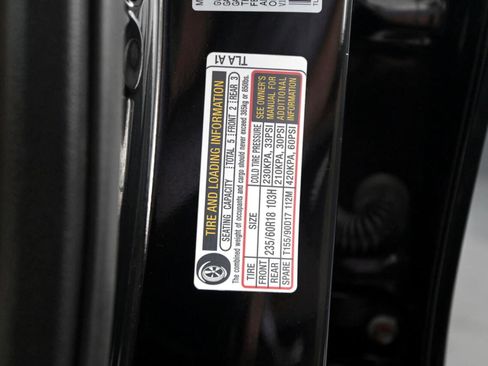 TLA A1
TIRE AND LOADING INFORMATION
SEATING CAPACITY TOTAL 5 FRONT 2 REAR 3
The combined weight of occupants and cargo should never exceed 385kg or 850lbs.
TIRE SIZE COLD TIRE PRESSURE SEE OWNER'S MANUAL FOR ADDITIONAL INFORMATION
FRONT 235/60R18 103H 230KPA, 33PSI
REAR 210KPA, 30PSI
SPARE T155/90D17 112M 420KPA, 60PSI